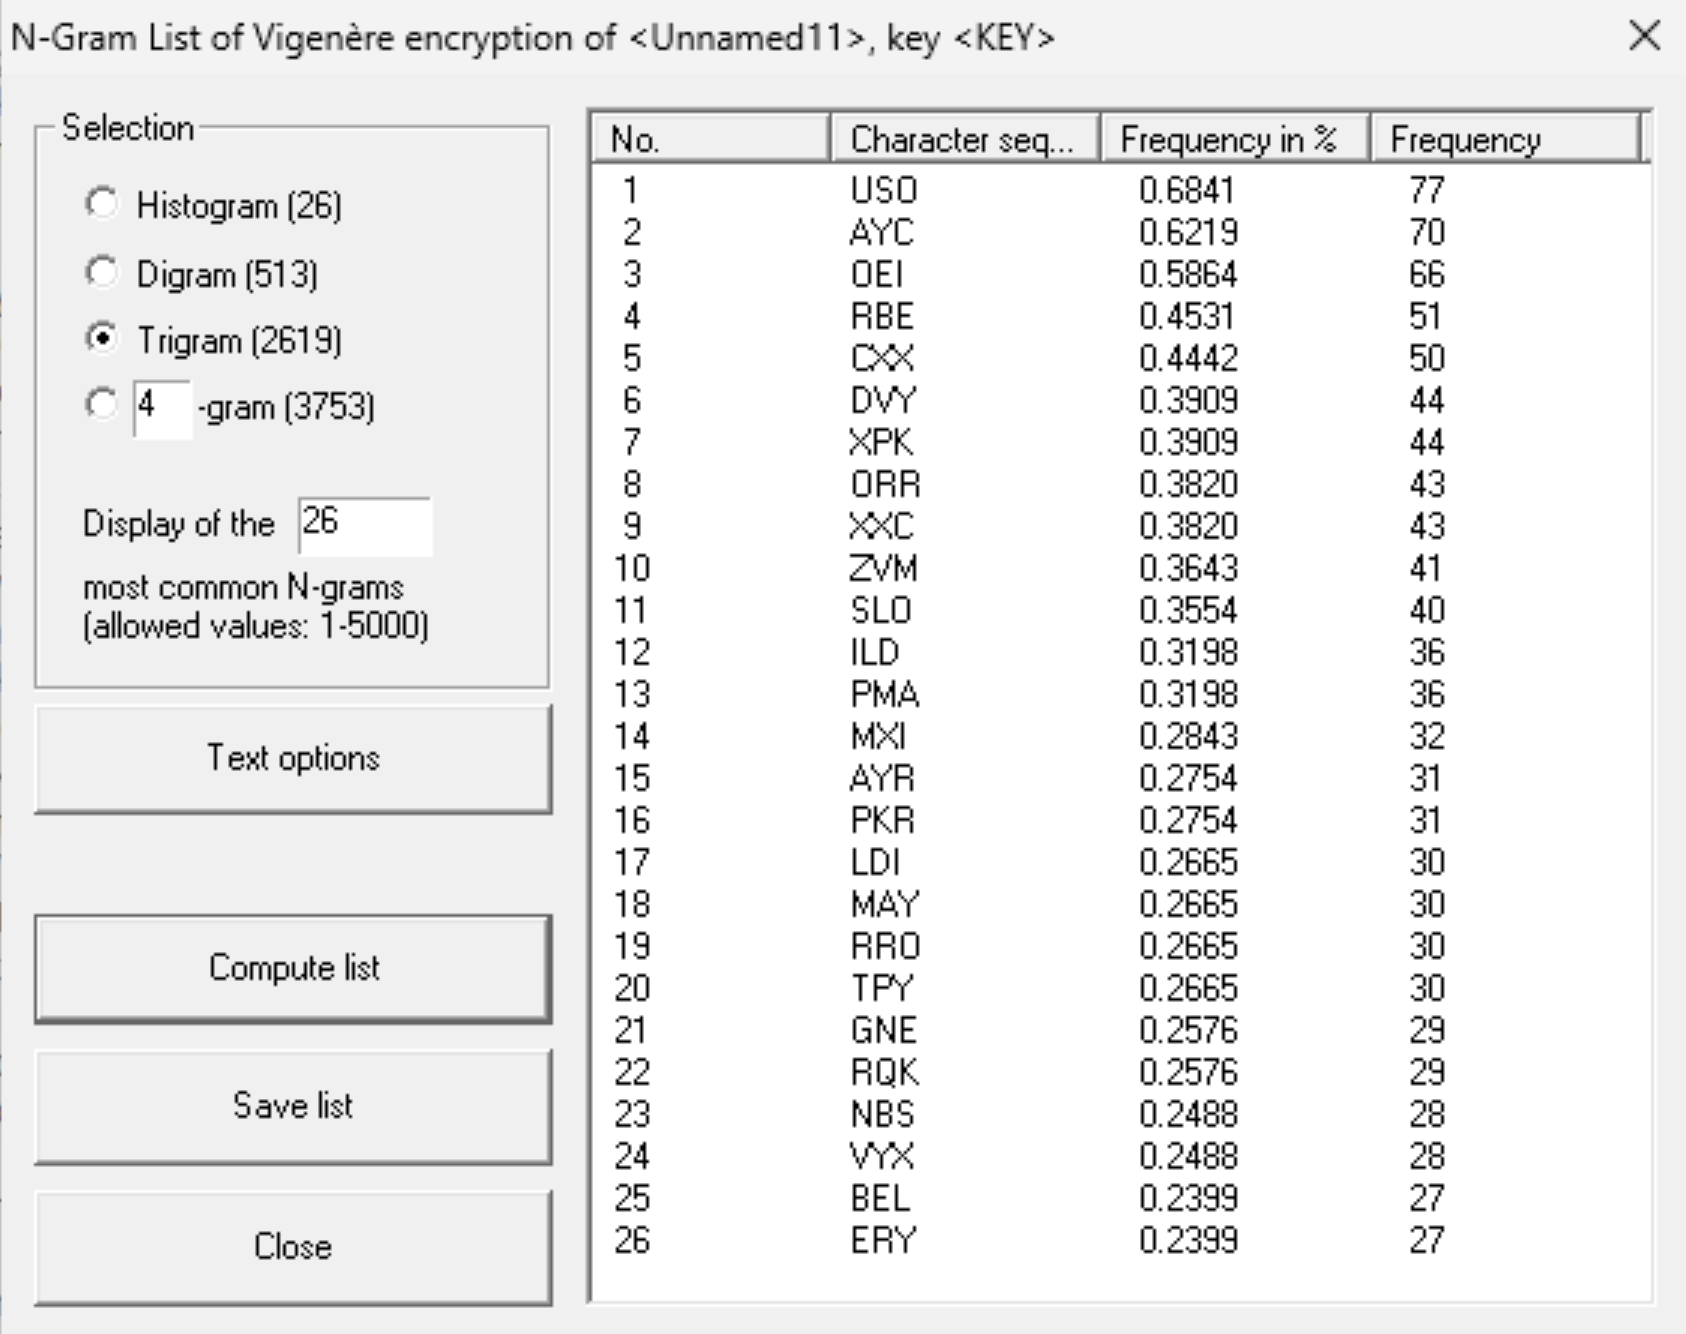 N-Gram List of Vigenère encryption of <Unnamed11>, key <KEY>
Selection
Histogram (26)
Digram (513)
Trigram (2619)
4 -gram (3753)
Display of the 26
most common N-grams
(allowed values: 1-5000)
Text options
Compute list
Save list
Close
No. Character seq... Frequency in % Frequency
1 USO 0.6841 77
2 AYC 0.6219 70
3 OEI 0.5864 66
4 RBE 0.4531 51
5 CXX 0.4442 50
6 DVY 0.3909 44
7 XPK 0.3909 44
8 ORR 0.3820 43
9 XXC 0.3820 43
10 ZVM 0.3643 41
11 SLO 0.3554 40
12 ILD 0.3198 36
13 PMA 0.3198 36
14 MXI 0.2843 32
15 AYR 0.2754 31
16 PKR 0.2754 31
17 LDI 0.2665 30
18 MAY 0.2665 30
19 RRO 0.2665 30
20 TPY 0.2665 30
21 GNE 0.2576 29
22 RQK 0.2576 29
23 NBS 0.2488 28
24 VYX 0.2488 28
25 BEL 0.2399 27
26 ERY 0.2399 27